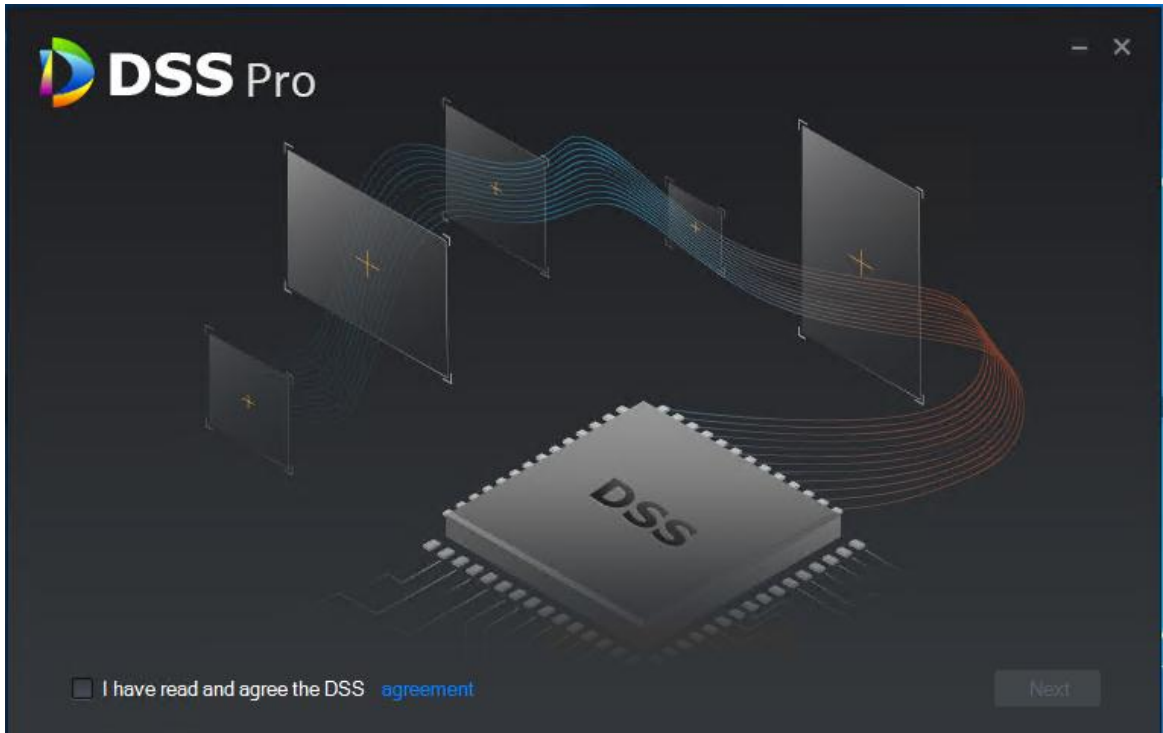 DSS Pro
DSS
I have read and agree the DSS agreement
Next